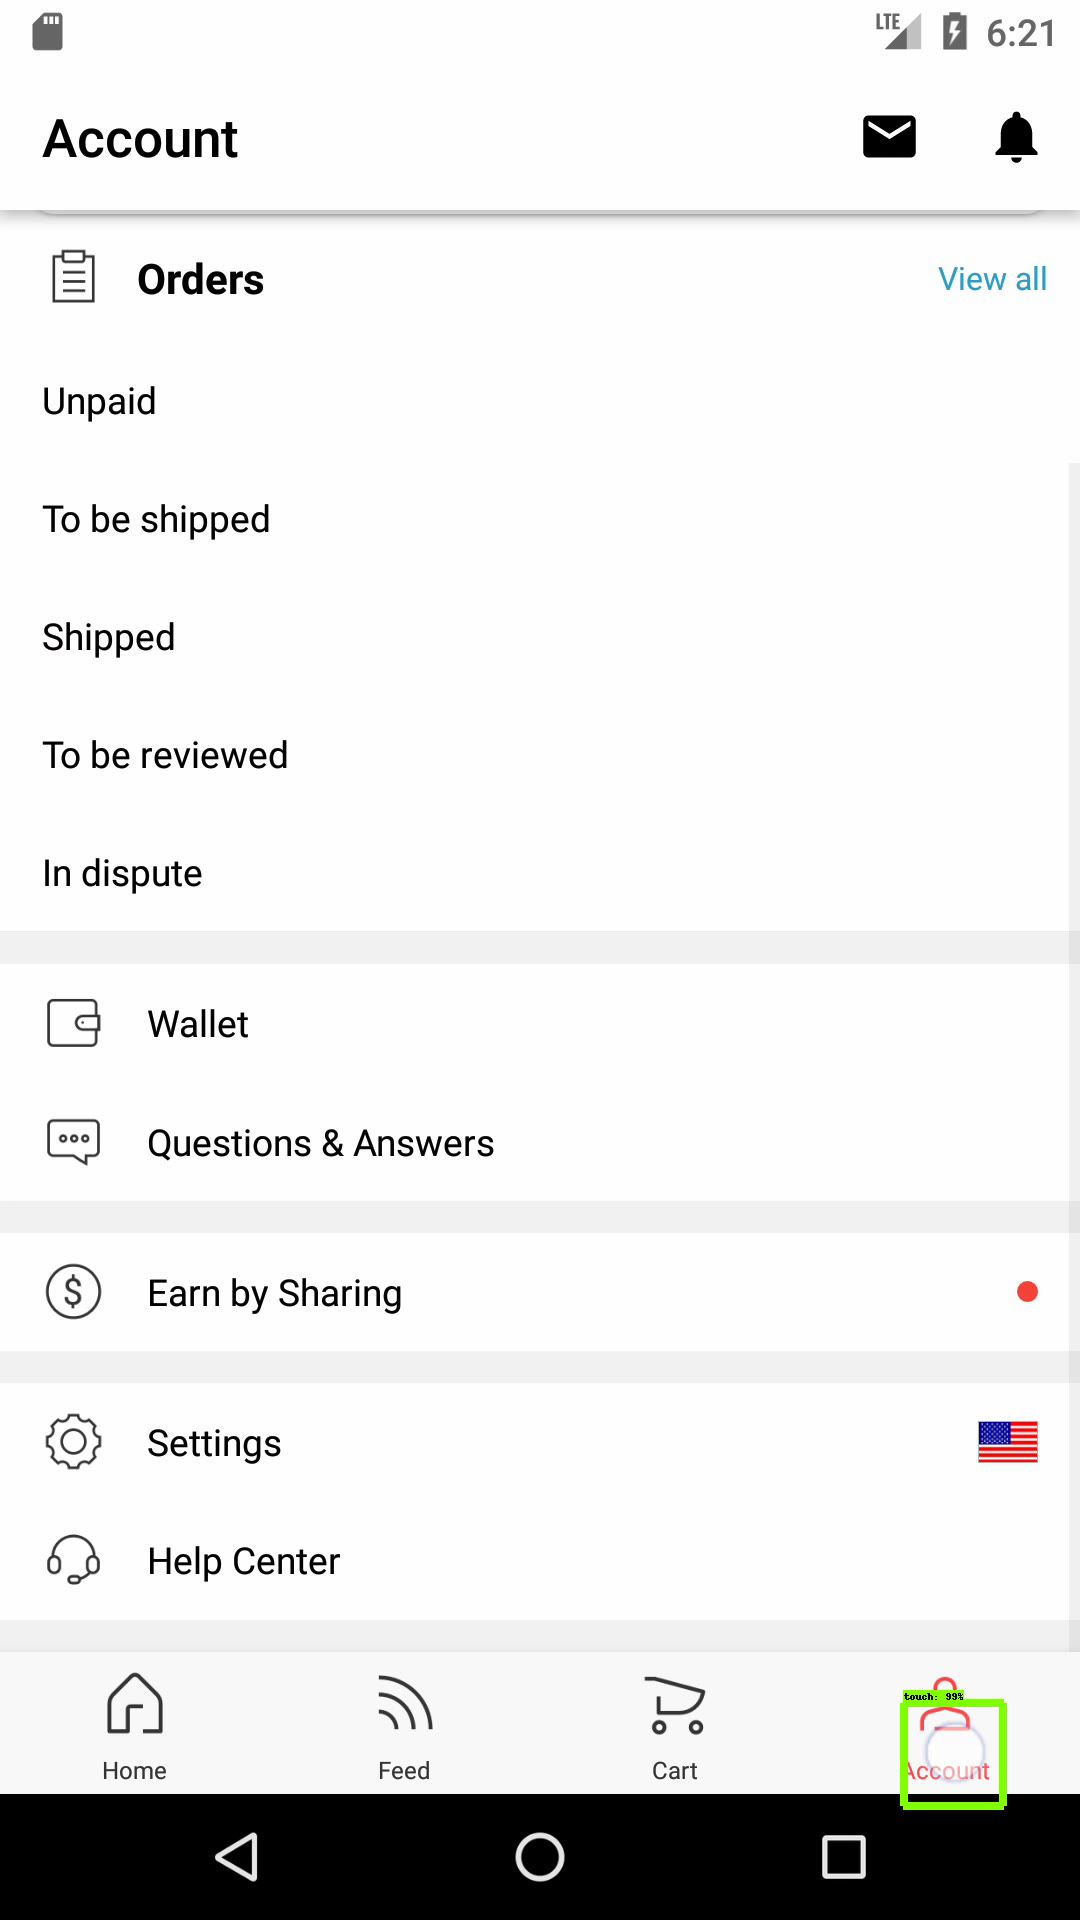 LTE 6:21
Account
Orders View all
Unpaid
To be shipped
Shipped
To be reviewed
In dispute
Wallet
Questions & Answers
Earn by Sharing
Settings
Help Center
touch: 99%
Home Feed Cart Account